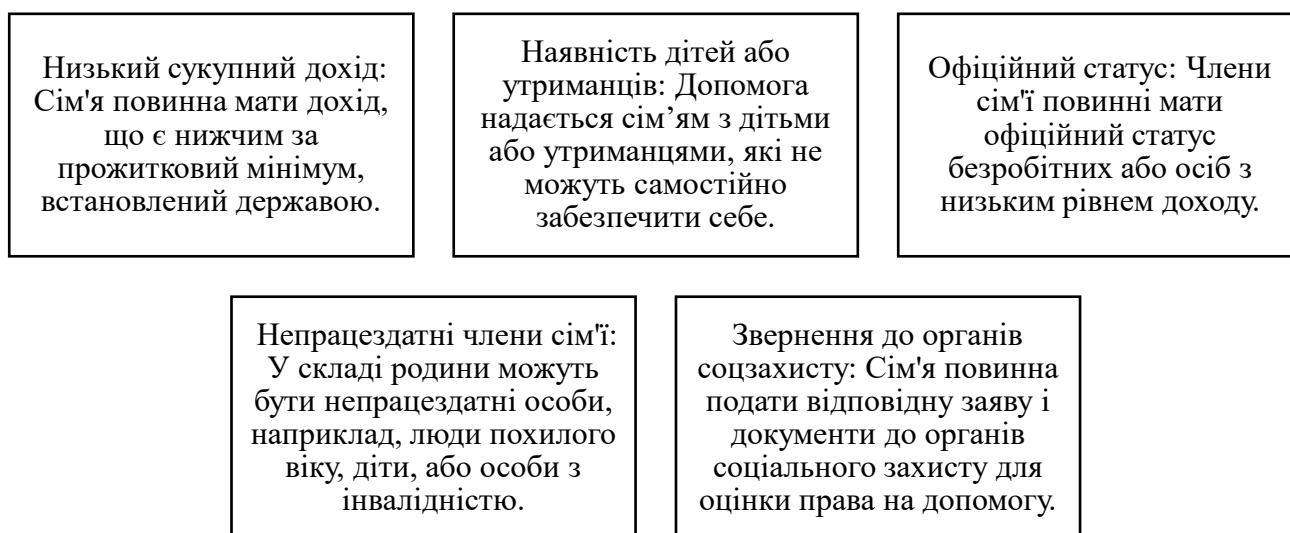 Низький сукупний дохід:
Сім'я повинна мати дохід,
що є нижчим за
прожитковий мінімум,
встановлений державою.
Наявність дітей або
утриманців: Допомога
надається сім’ям з дітьми
або утриманцями, які не
можуть самостійно
забезпечити себе.
Офіційний статус: Члени
сім'ї повинні мати
офіційний статус
безробітних або осіб з
низьким рівнем доходу.
Непрацездатні члени сім'ї:
У складі родини можуть
бути непрацездатні особи,
наприклад, люди похилого
віку, діти, або особи з
інвалідністю.
Звернення до органів
соцзахисту: Сім'я повинна
подати відповідну заяву і
документи до органів
соціального захисту для
оцінки права на допомогу.